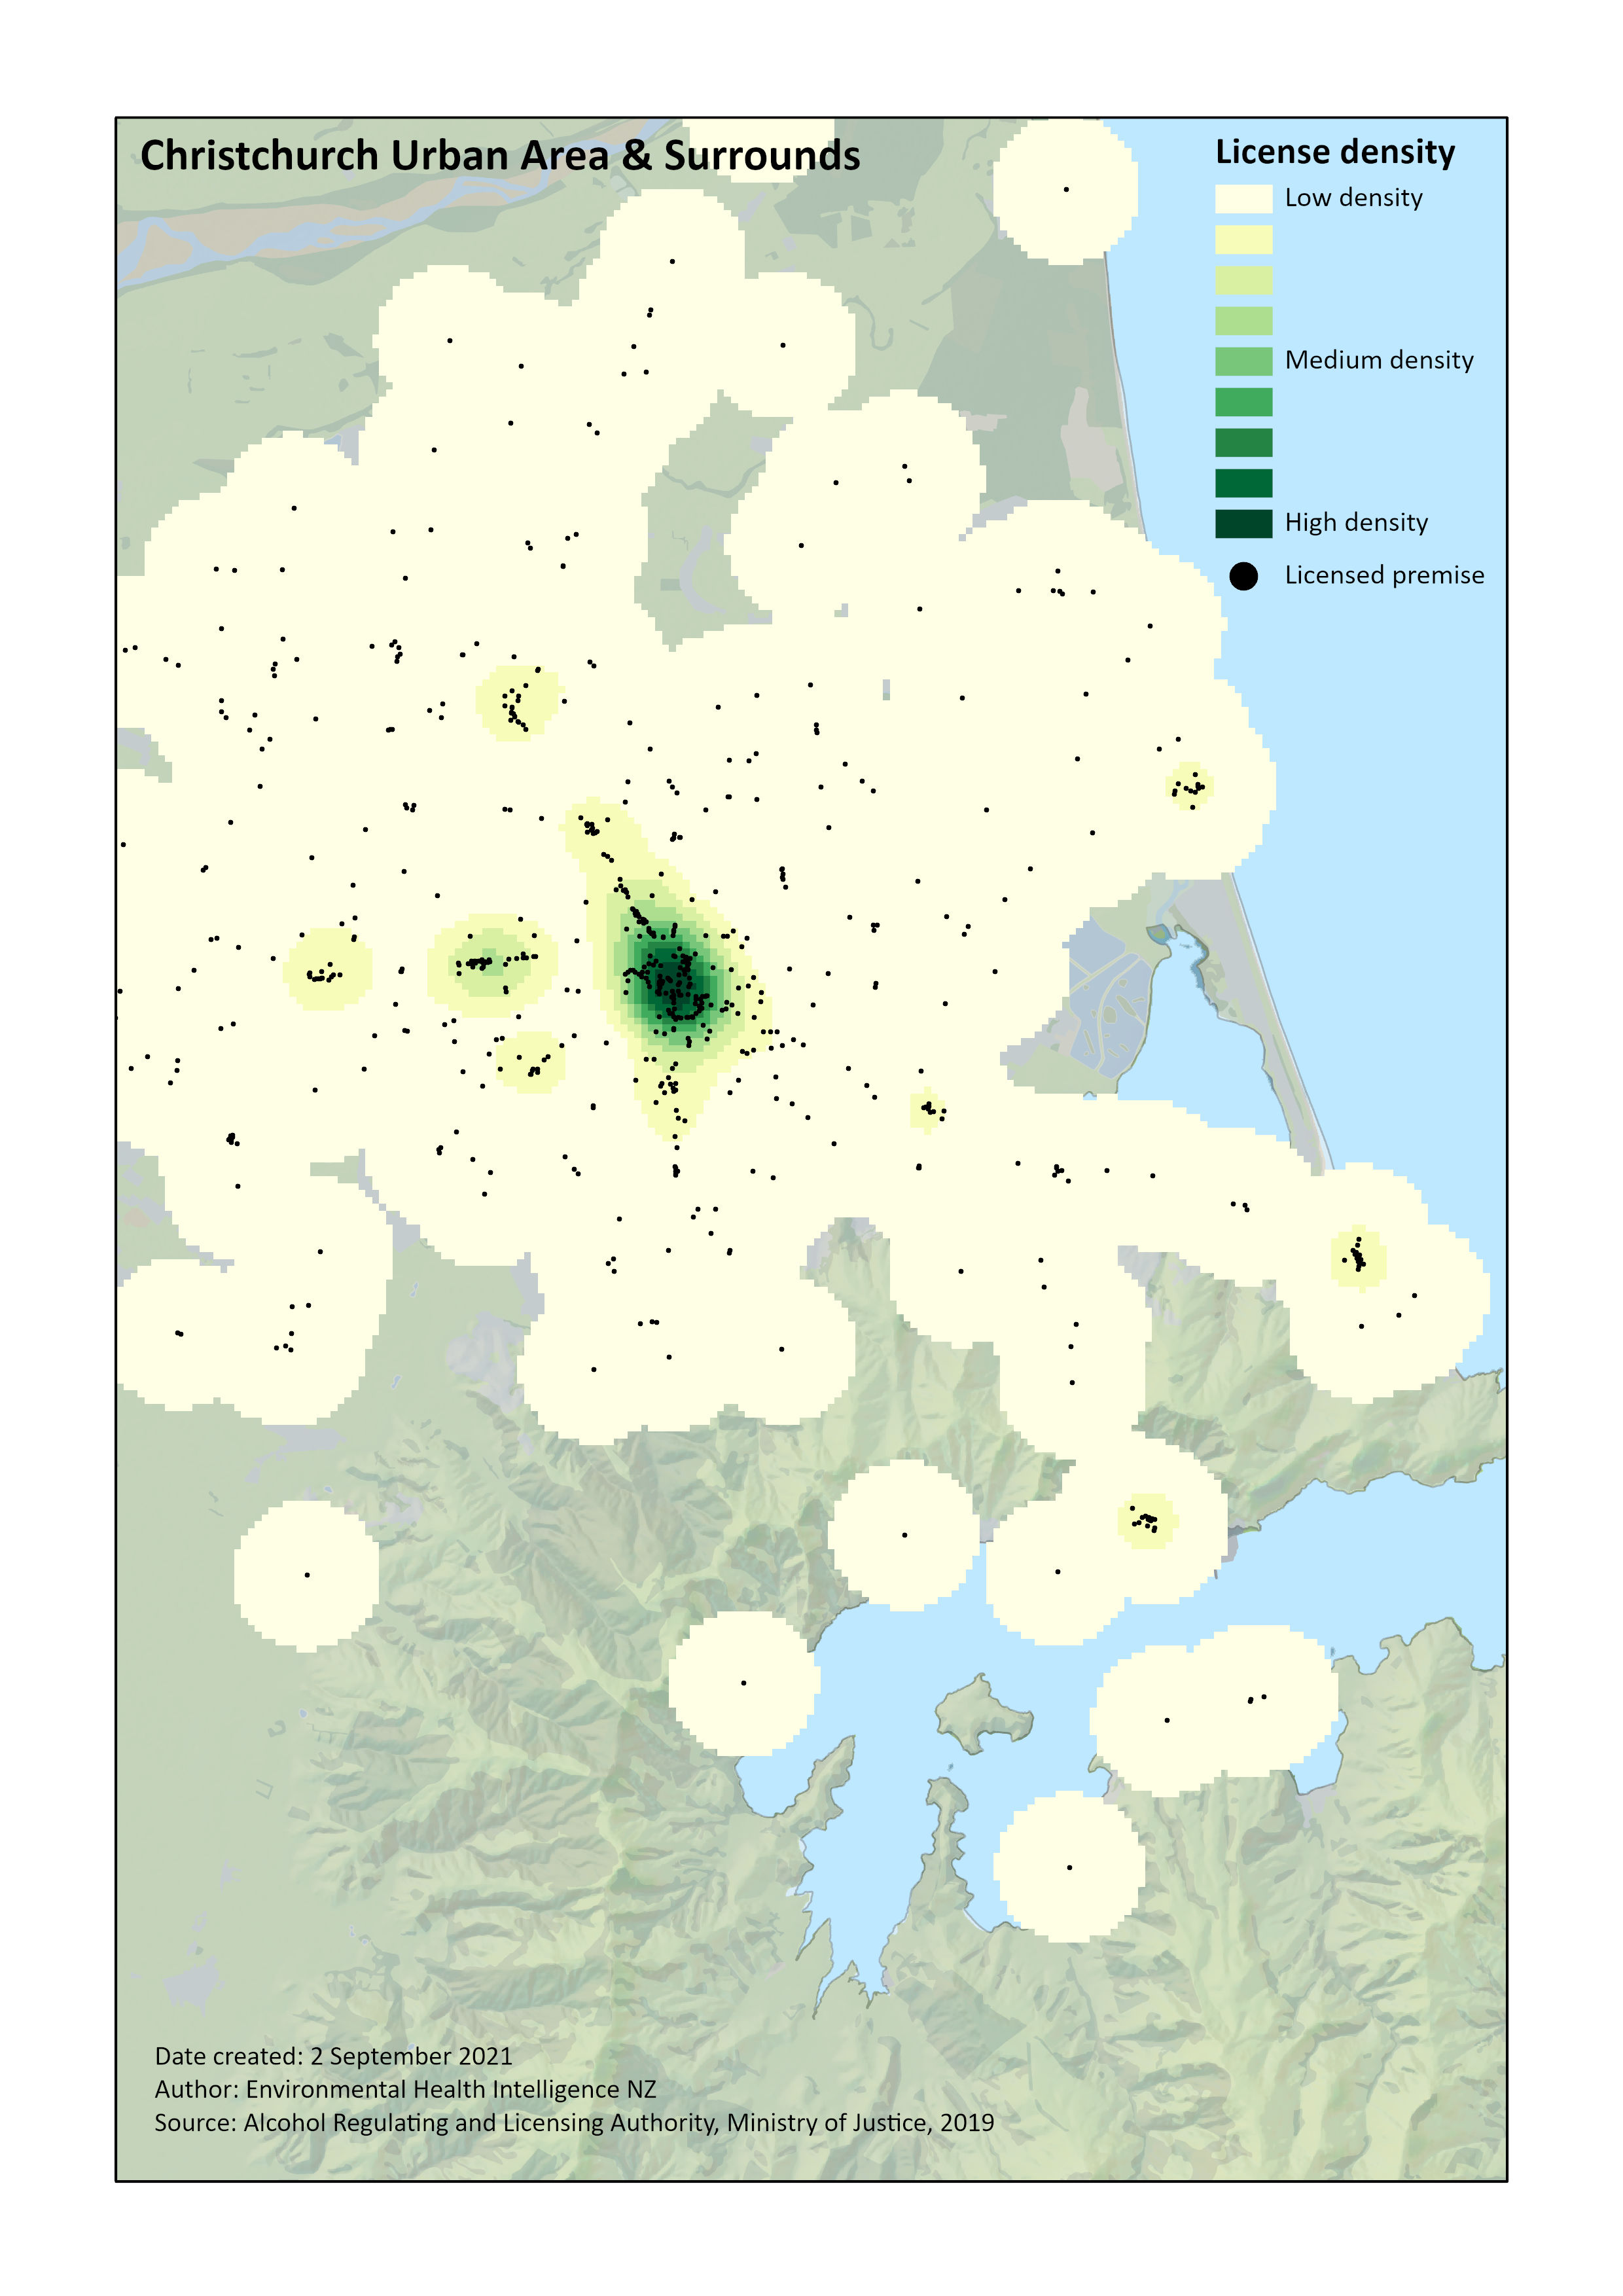 Christchurch Urban Area & Surrounds
License density
Low density
Medium density
High density
Licensed premise
Date created: 2 September 2021
Author: Environmental Health Intelligence NZ
Source: Alcohol Regulating and Licensing Authority, Ministry of Justice, 2019